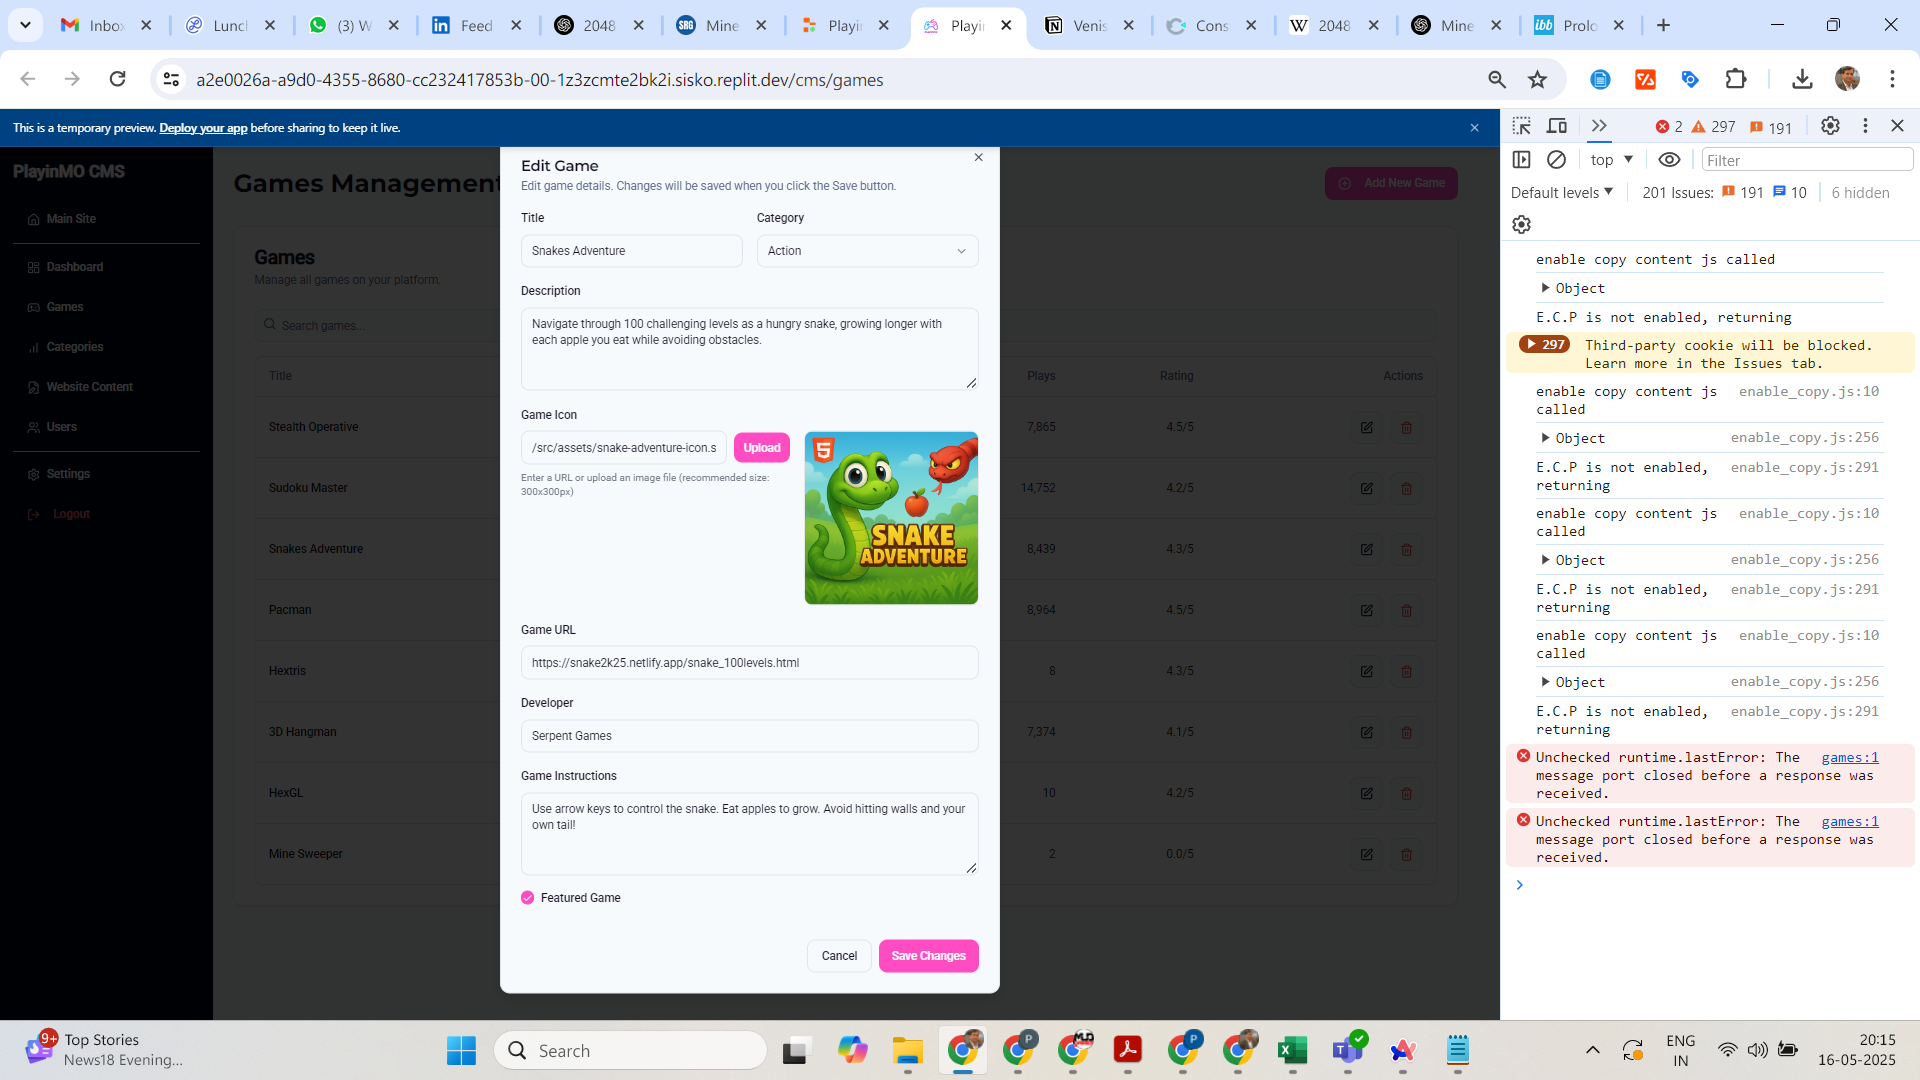 Inbox
Lunch
(3) W
Feed
2048
Mine
Playin
Playin
Venis
Cons
2048
Mine
Prolo
a2e0026a-a9d0-4355-8680-cc232417853b-00-1z3zcmte2bk2i.sisko.replit.dev/cms/games
This is a temporary preview. Deploy your app before sharing to keep it live.
PlayinMO CMS
Main Site
Dashboard
Games
Categories
Website Content
Users
Settings
Logout
Games Management
Add New Game
Games
Manage all games on your platform.
Search games...
Title Plays Rating Actions
Stealth Operative 7,865 4.5/5
Sudoku Master 14,752 4.2/5
Snakes Adventure 8,439 4.3/5
Pacman 8,964 4.5/5
Hextris 8 4.3/5
3D Hangman 7,374 4.1/5
HexGL 10 4.2/5
Mine Sweeper 2 0.0/5
Edit Game
Edit game details. Changes will be saved when you click the Save button.
Title Category
Snakes Adventure Action
Description
Navigate through 100 challenging levels as a hungry snake, growing longer with
each apple you eat while avoiding obstacles.
Game Icon
/src/assets/snake-adventure-icon.s Upload
Enter a URL or upload an image file (recommended size:
300x300px)
5
SNAKE
ADVENTURE
Game URL
https://snake2k25.netlify.app/snake_100levels.html
Developer
Serpent Games
Game Instructions
Use arrow keys to control the snake. Eat apples to grow. Avoid hitting walls and your
own tail!
Featured Game
Cancel Save Changes
2 297 191
top Filter
Default levels 201 Issues: 191 10 6 hidden
enable copy content js called
Object
E.C.P is not enabled, returning
297 Third-party cookie will be blocked.
Learn more in the Issues tab.
enable copy content js enable_copy.js:10
called
Object enable_copy.js:256
E.C.P is not enabled, enable_copy.js:291
returning
enable copy content js enable_copy.js:10
called
Object enable_copy.js:256
E.C.P is not enabled, enable_copy.js:291
returning
enable copy content js enable_copy.js:10
called
Object enable_copy.js:256
E.C.P is not enabled, enable_copy.js:291
returning
Unchecked runtime.lastError: The games:1
message port closed before a response was
received.
Unchecked runtime.lastError: The games:1
message port closed before a response was
received.
9+
Top Stories
News18 Evening...
Search
ENG
IN
20:15
16-05-2025